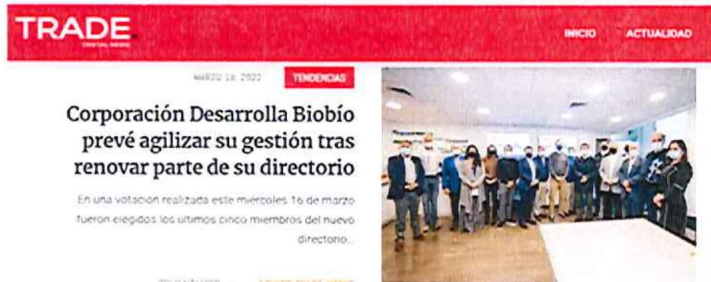 TRADE
INICIO ACTUALIDAD
TENDENCIAS
Corporación Desarrolla Biobío
prevé agilizar su gestión tras
renovar parte de su directorio
En una votación realizada este miércoles 16 de marzo
fueron elegidos los últimos cinco miembros del nuevo
directorio...